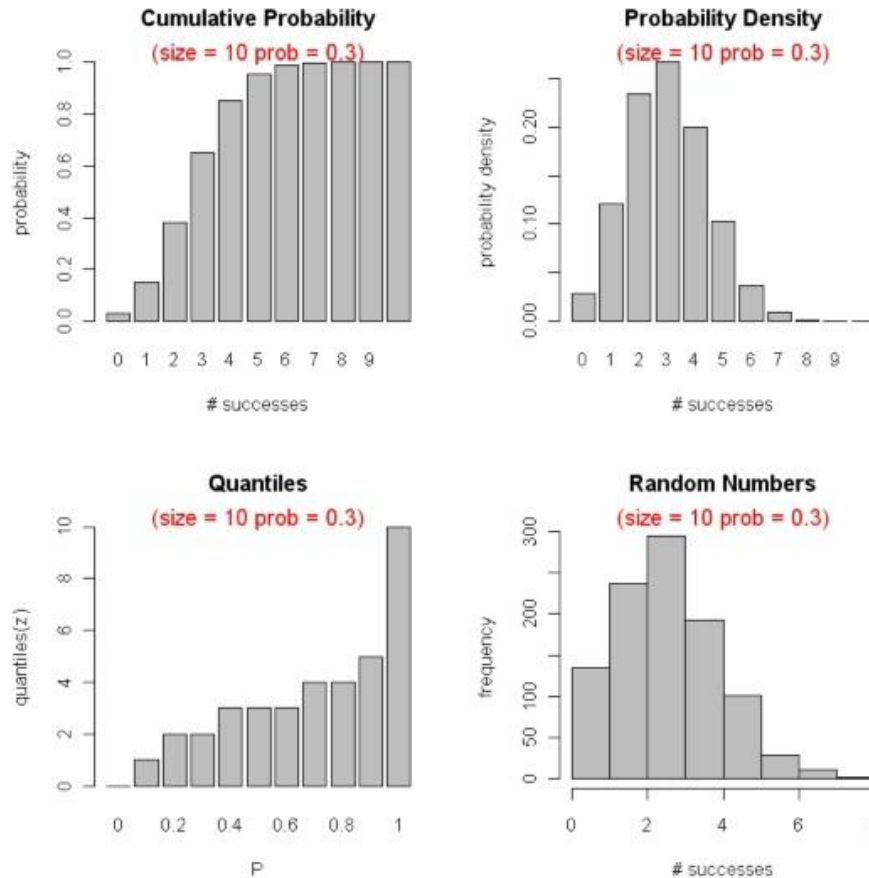 Cumulative Probability
(size = 10 prob = 0.3)
probability
0.0 0.2 0.4 0.6 0.8 1.0
0 1 2 3 4 5 6 7 8 9
# successes
Probability Density
(size = 10 prob = 0.3)
probability density
0.00 0.10 0.20
0 1 2 3 4 5 6 7 8 9
# successes
Quantiles
(size = 10 prob = 0.3)
quantiles(z)
0 2 4 6 8 10
0 0.2 0.4 0.6 0.8 1
P
Random Numbers
(size = 10 prob = 0.3)
frequency
0 50 100 200 300
0 2 4 6
# successes